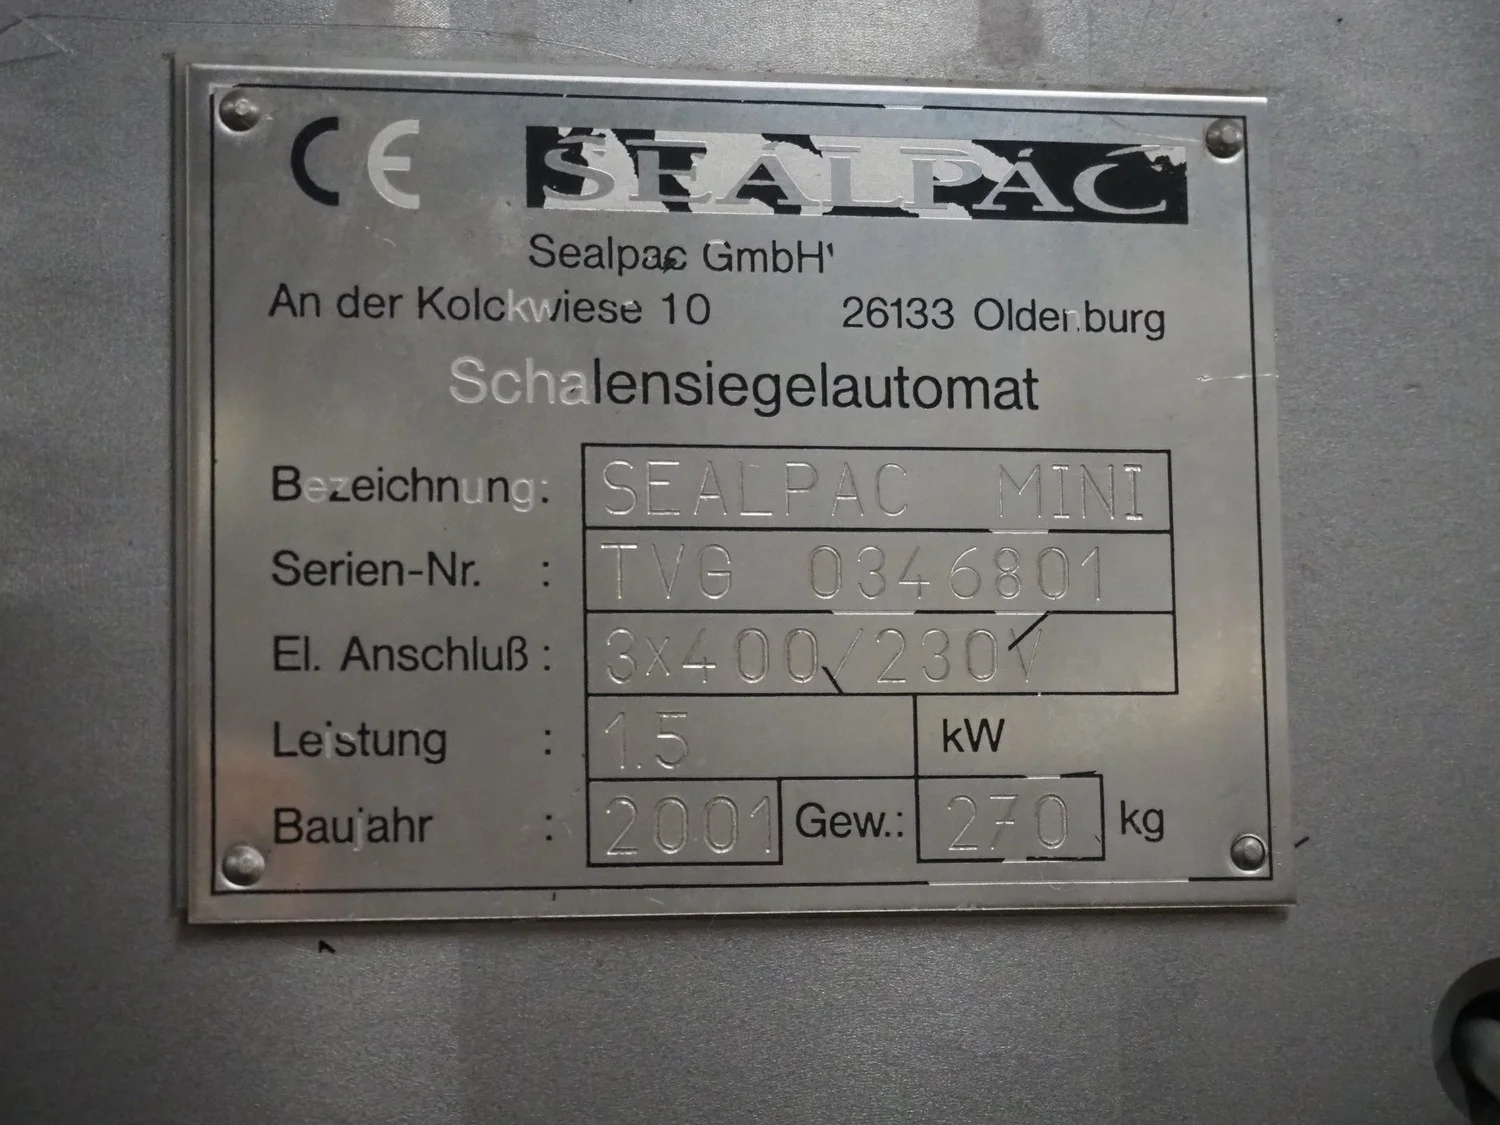 CE SEALPAC
Sealpac GmbH
An der Kolckwiese 10 26133 Oldenburg
Schalensiegelautomat
Bezeichnung: SEALPAC MINI
Serien-Nr. : TVG 0346801
El. Anschluß: 3x400/230V
Leistung : 1.5 kW
Baujahr : 2001 Gew.: 270 kg